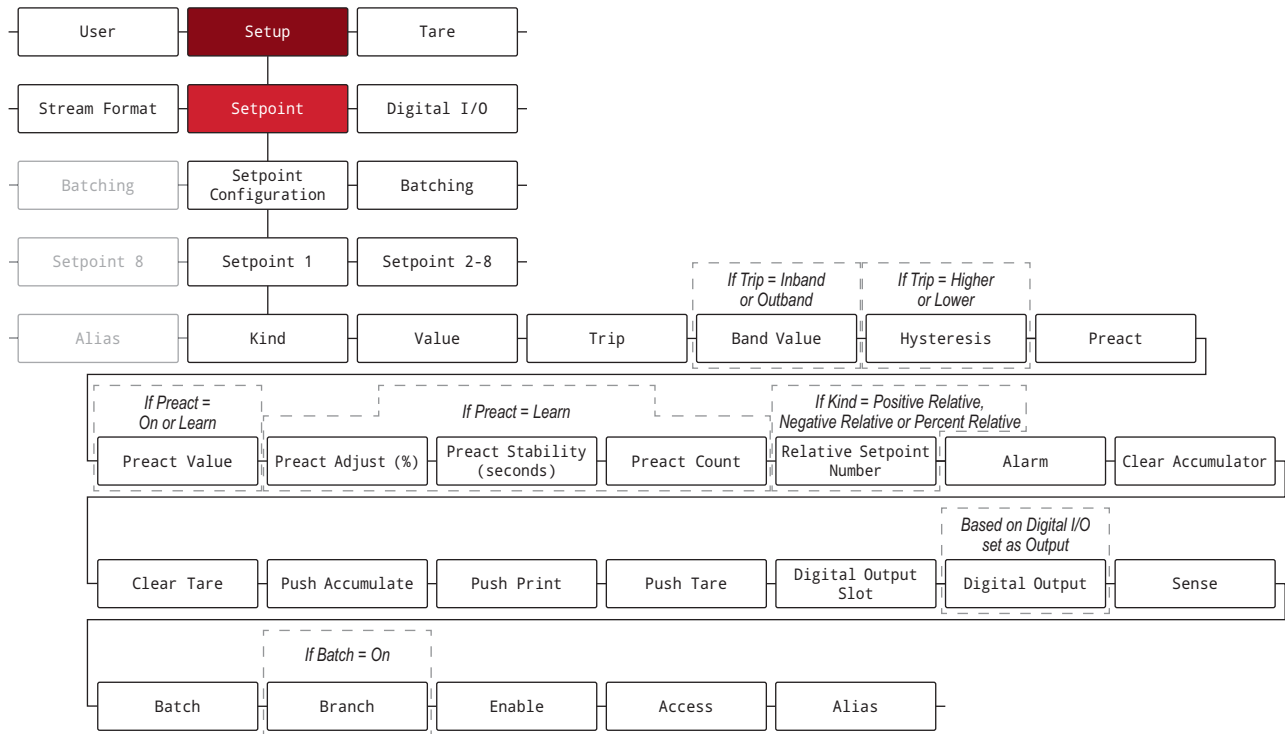 User
Setup
Tare
Stream Format
Setpoint
Digital I/O
Batching
Setpoint
Configuration
Batching
Setpoint 8
Setpoint 1
Setpoint 2-8
If Trip = Inband
or Outband
If Trip = Higher
or Lower
Alias
Kind
Value
Trip
Band Value
Hysteresis
Preact
If Preact =
On or Learn
If Preact = Learn
If Kind = Positive Relative,
Negative Relative or Percent Relative
Preact Value
Preact Adjust (%)
Preact Stability
(seconds)
Preact Count
Relative Setpoint
Number
Alarm
Clear Accumulator
Based on Digital I/O
set as Output
Clear Tare
Push Accumulate
Push Print
Push Tare
Digital Output
Slot
Digital Output
Sense
If Batch = On
Batch
Branch
Enable
Access
Alias